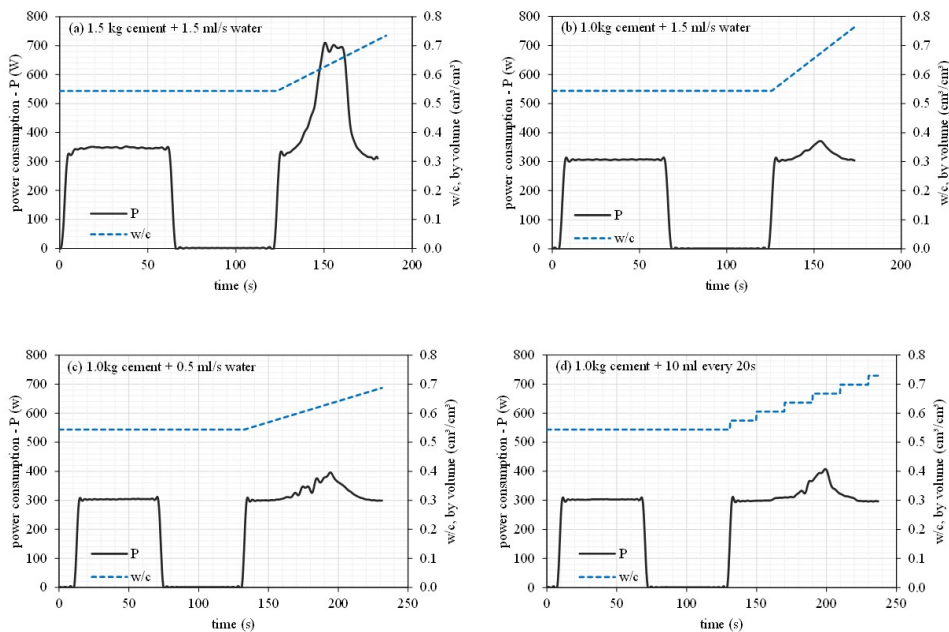 (a) 1.5 kg cement + 1.5 ml/s water
power consumption - P (W)
800
700
600
500
400
300
200
100
0
0.8
0.7
0.6
0.5
0.4
0.3
0.2
0.1
0.0
w/c, by volume (cm³/cm³)
P
w/c
0 50 100 150 200
time (s)
(b) 1.0kg cement + 1.5 ml/s water
power consumption - P (w)
800
700
600
500
400
300
200
100
0
0.8
0.7
0.6
0.5
0.4
0.3
0.2
0.1
0.0
w/c, by volume (cm³/cm³)
P
w/c
0 50 100 150 200
time (s)
(c) 1.0kg cement + 0.5 ml/s water
power consumption - P (w)
800
700
600
500
400
300
200
100
0
0.8
0.7
0.6
0.5
0.4
0.3
0.2
0.1
0.0
w/c, by volume (cm³/cm³)
P
w/c
0 50 100 150 200 250
time (s)
(d) 1.0kg cement + 10 ml every 20s
power consumption - P (w)
800
700
600
500
400
300
200
100
0
0.8
0.7
0.6
0.5
0.4
0.3
0.2
0.1
0.0
w/c, by volume (cm³/cm³)
P
w/c
0 50 100 150 200 250
time (s)